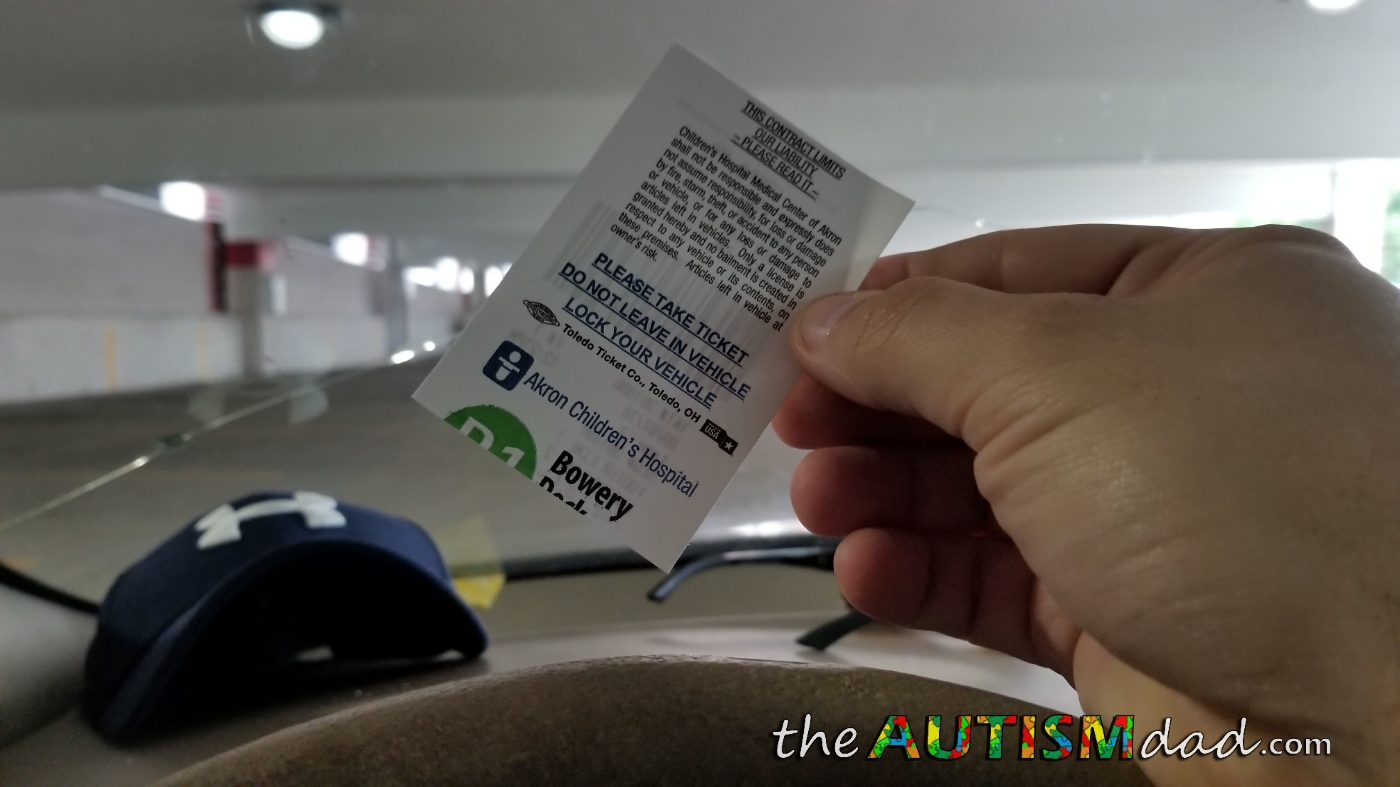 THIS CONTRACT LIMITS
OUR LIABILITY
– PLEASE READ IT –
Children's Hospital Medical Center of Akron
shall not be responsible and expressly does
not assume responsibility, for loss or damage
by fire, storm, theft, or accident to any person
or vehicle, or for any loss or damage to
articles left in vehicles. Only a license is
granted hereby and no bailment is created in
respect to any vehicle or its contents, on
these premises. Articles left in vehicle at
owner's risk.
PLEASE TAKE TICKET
DO NOT LEAVE IN VEHICLE
LOCK YOUR VEHICLE
Toledo Ticket Co., Toledo, OH USA
Akron Children's Hospital
P1
Bowery
Deck
the AUTISM dad.com